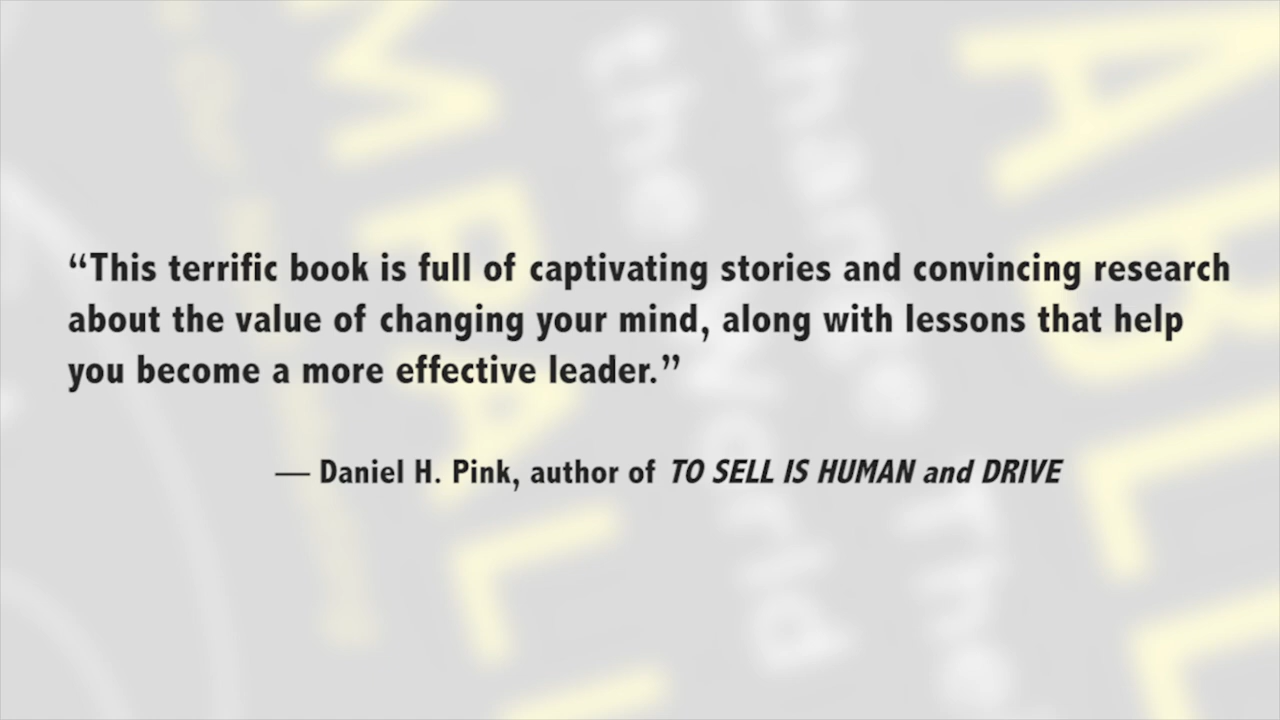 “This terrific book is full of captivating stories and convincing research
about the value of changing your mind, along with lessons that help
you become a more effective leader.”
— Daniel H. Pink, author of TO SELL IS HUMAN and DRIVE